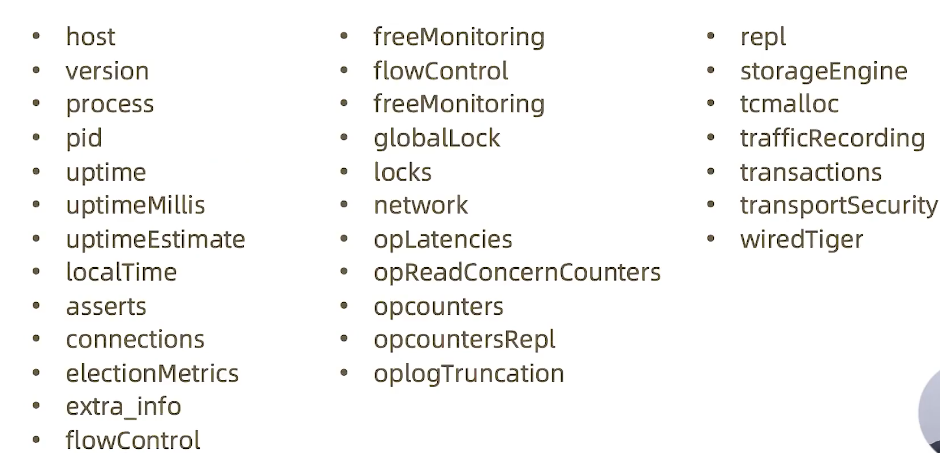 • host
• version
• process
• pid
• uptime
• uptimeMillis
• uptimeEstimate
• localTime
• asserts
• connections
• electionMetrics
• extra_info
• flowControl
• freeMonitoring
• flowControl
• freeMonitoring
• globalLock
• locks
• network
• opLatencies
• opReadConcernCounters
• opcounters
• opcountersRepl
• oplogTruncation
• repl
• storageEngine
• tcmalloc
• trafficRecording
• transactions
• transportSecurity
• wiredTiger